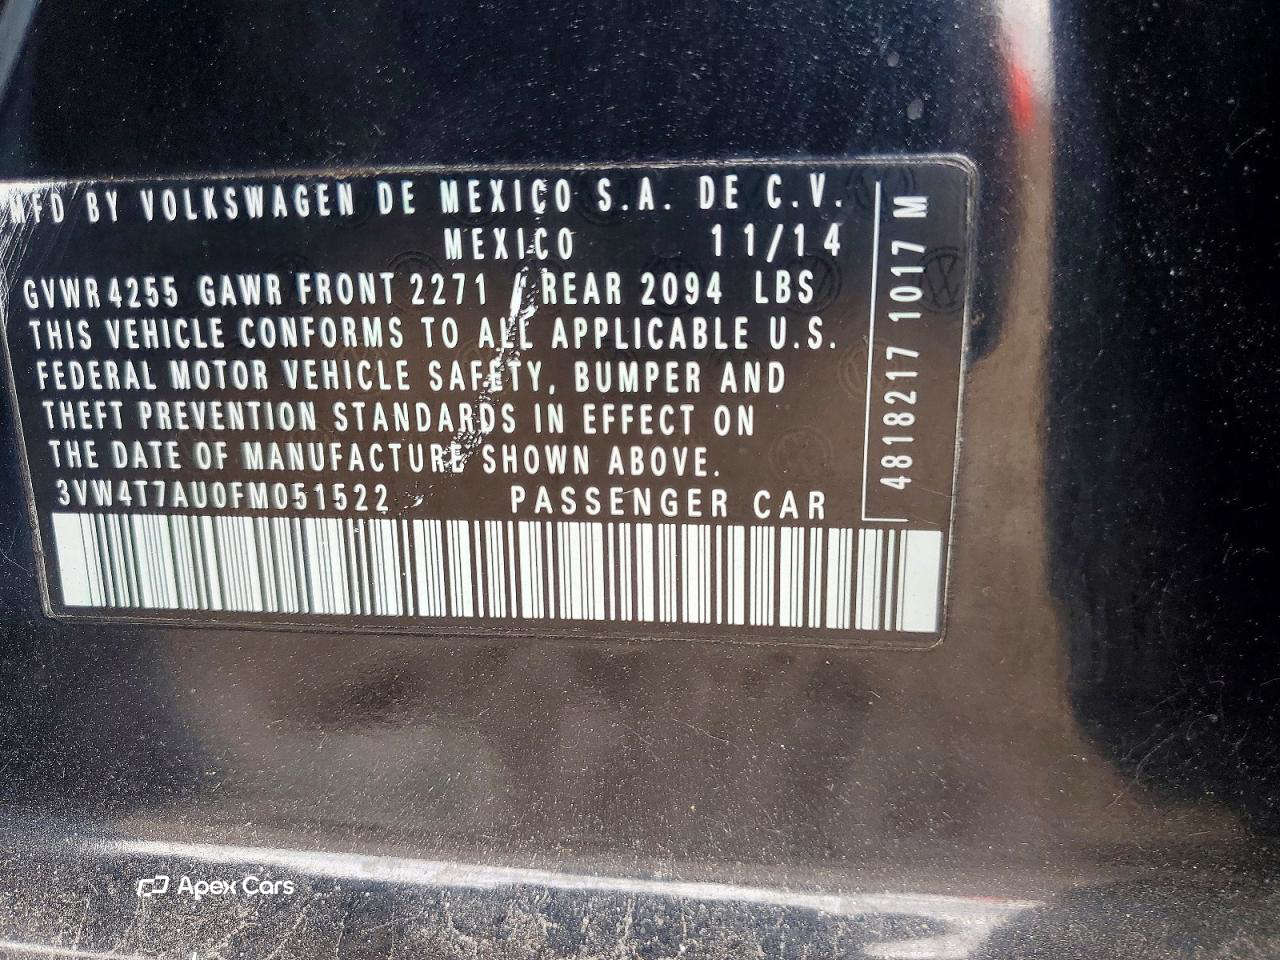 MFD BY VOLKSWAGEN DE MEXICO S.A. DE C.V.
MEXICO 11/14
GVWR 4255 GAWR FRONT 2271 / REAR 2094 LBS
THIS VEHICLE CONFORMS TO ALL APPLICABLE U.S.
FEDERAL MOTOR VEHICLE SAFETY, BUMPER AND
THEFT PREVENTION STANDARDS IN EFFECT ON
THE DATE OF MANUFACTURE SHOWN ABOVE.
3VW4T7AU0FM051522 PASSENGER CAR
4818217 1017 M
Apex Cars